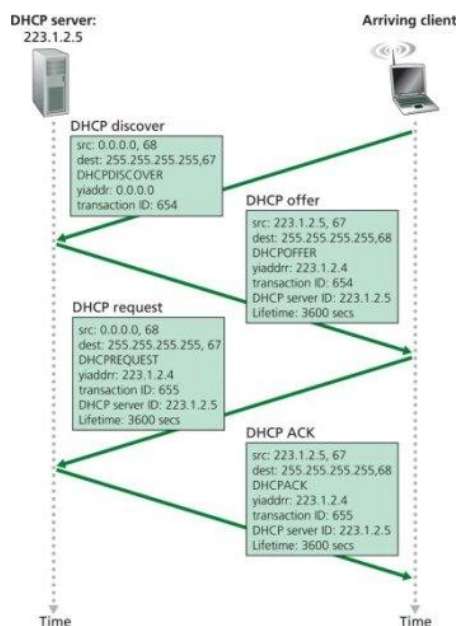 DHCP server:
223.1.2.5
Arriving client
DHCP discover
src: 0.0.0.0, 68
dest: 255.255.255.255,67
DHCPDISCOVER
yiaddr: 0.0.0.0
transaction ID: 654
DHCP offer
src: 223.1.2.5, 67
dest: 255.255.255.255,68
DHCPOFFER
yiaddrr: 223.1.2.4
transaction ID: 654
DHCP server ID: 223.1.2.5
Lifetime: 3600 secs
DHCP request
src: 0.0.0.0, 68
dest: 255.255.255.255, 67
DHCPREQUEST
yiaddrr: 223.1.2.4
transaction ID: 655
DHCP server ID: 223.1.2.5
Lifetime: 3600 secs
DHCP ACK
src: 223.1.2.5, 67
dest: 255.255.255.255,68
DHCPACK
yiaddrr: 223.1.2.4
transaction ID: 655
DHCP server ID: 223.1.2.5
Lifetime: 3600 secs
Time
Time